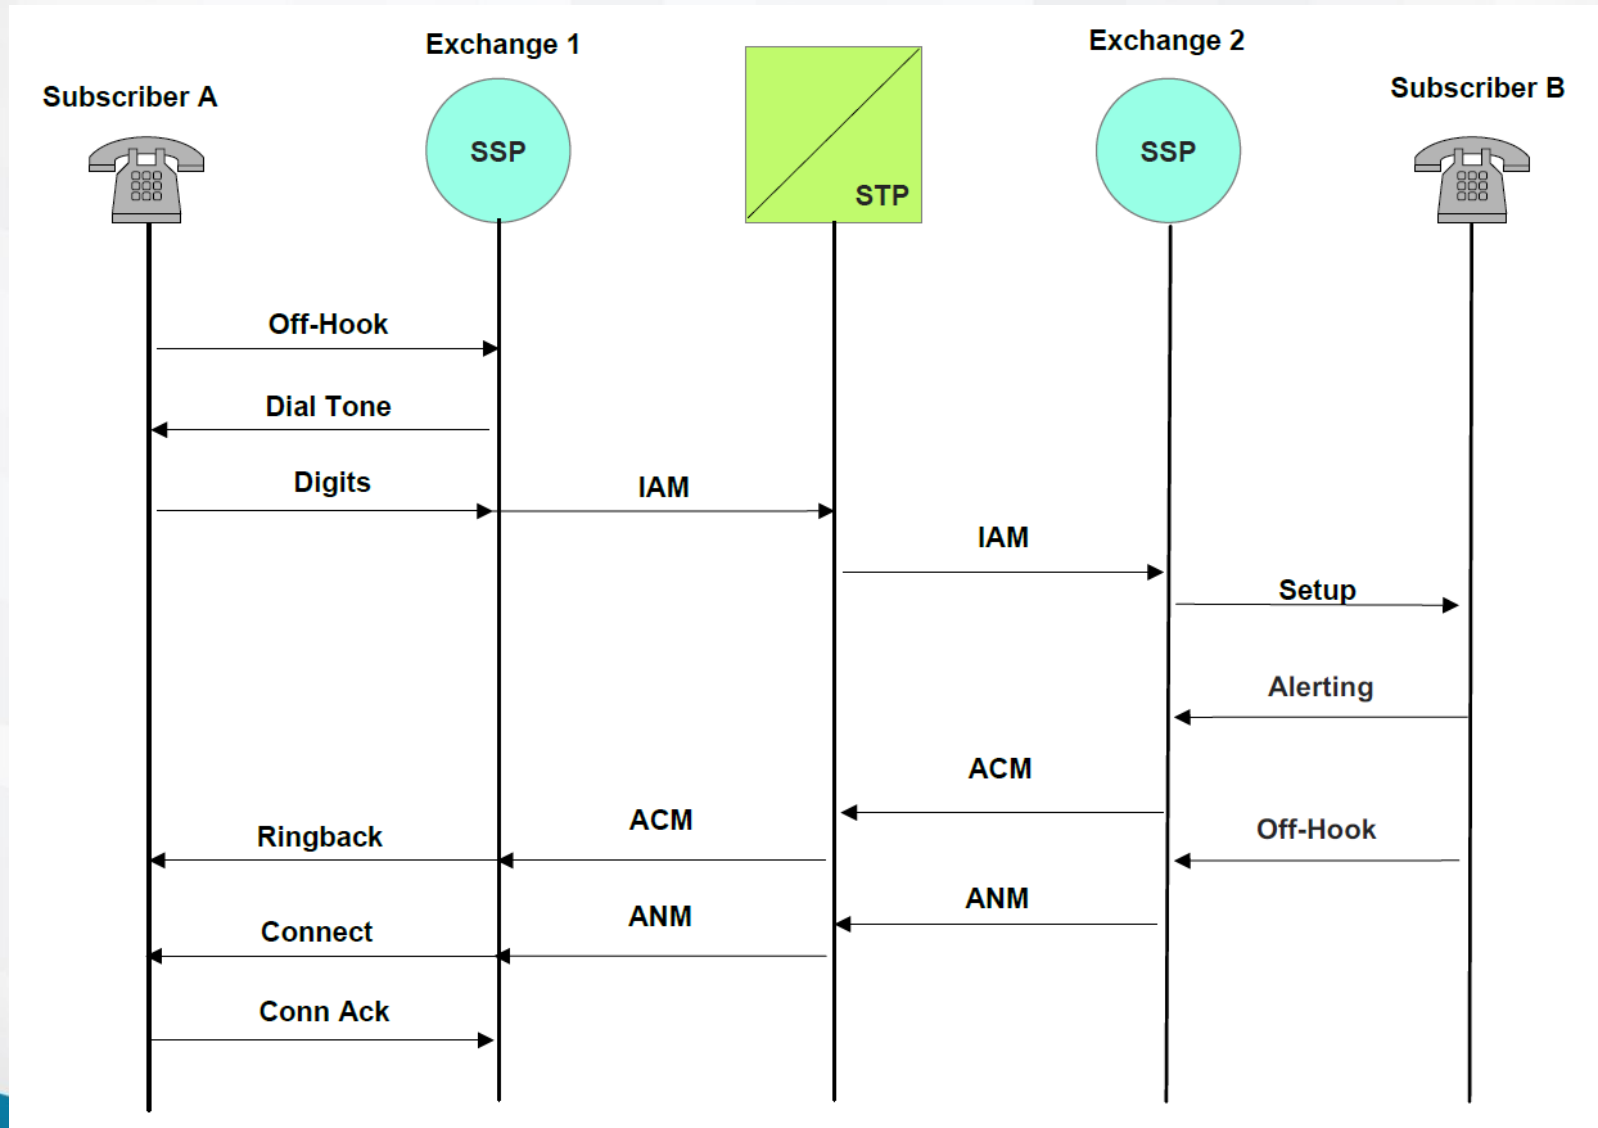 Exchange 1
Exchange 2
Subscriber A
Subscriber B
SSP
STP
SSP
Off-Hook
Dial Tone
Digits
IAM
IAM
Setup
Alerting
ACM
ACM
Ringback
Off-Hook
ANM
ANM
Connect
Conn Ack